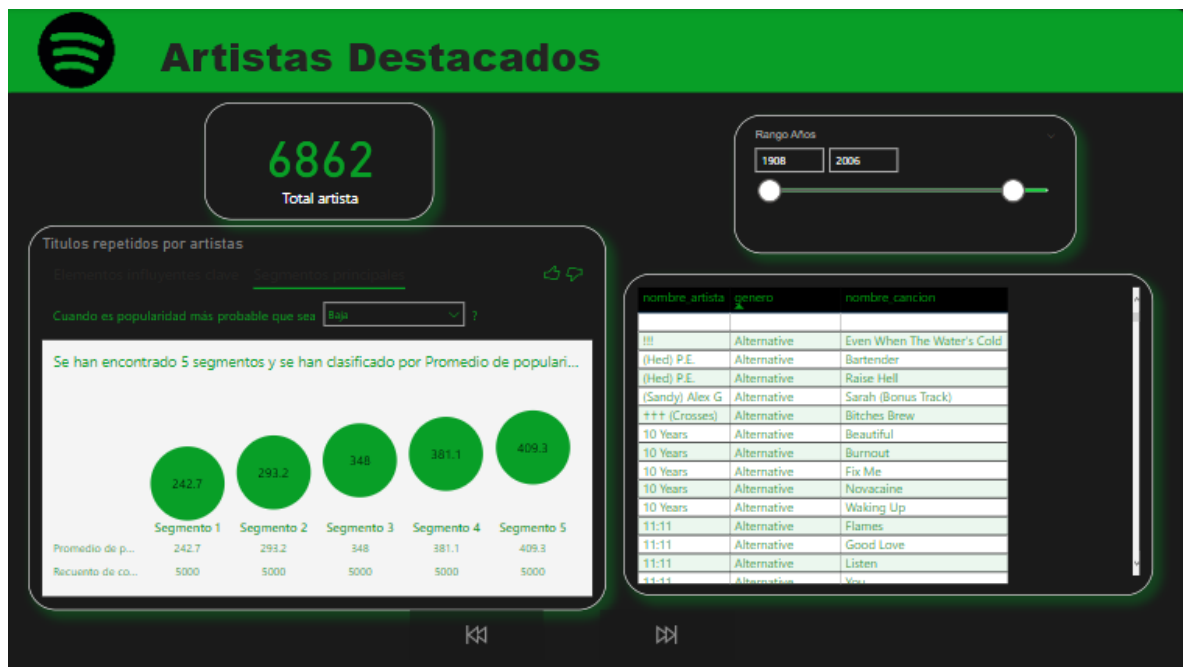 Artistas Destacados
6862
Total artista
Rango Años
1908 2006
Titulos repetidos por artistas
Elementos influyentes clave Segmentos principales
Cuando es popularidad más probable que sea Baja ?
Se han encontrado 5 segmentos y se han clasificado por Promedio de populari...
242.7 293.2 348 381.1 409.3
Segmento 1 Segmento 2 Segmento 3 Segmento 4 Segmento 5
Promedio de p... 242.7 293.2 348 381.1 409.3
Recuento de co... 5000 5000 5000 5000 5000
nombre_artista genero nombre_cancion
!!! Alternative Even When The Water's Cold
(Hed) P.E. Alternative Bartender
(Hed) P.E. Alternative Raise Hell
(Sandy) Alex G Alternative Sarah (Bonus Track)
††† (Crosses) Alternative Bitches Brew
10 Years Alternative Beautiful
10 Years Alternative Burnout
10 Years Alternative Fix Me
10 Years Alternative Novacaine
10 Years Alternative Waking Up
11:11 Alternative Flames
11:11 Alternative Good Love
11:11 Alternative Listen
11:11 Alternative You